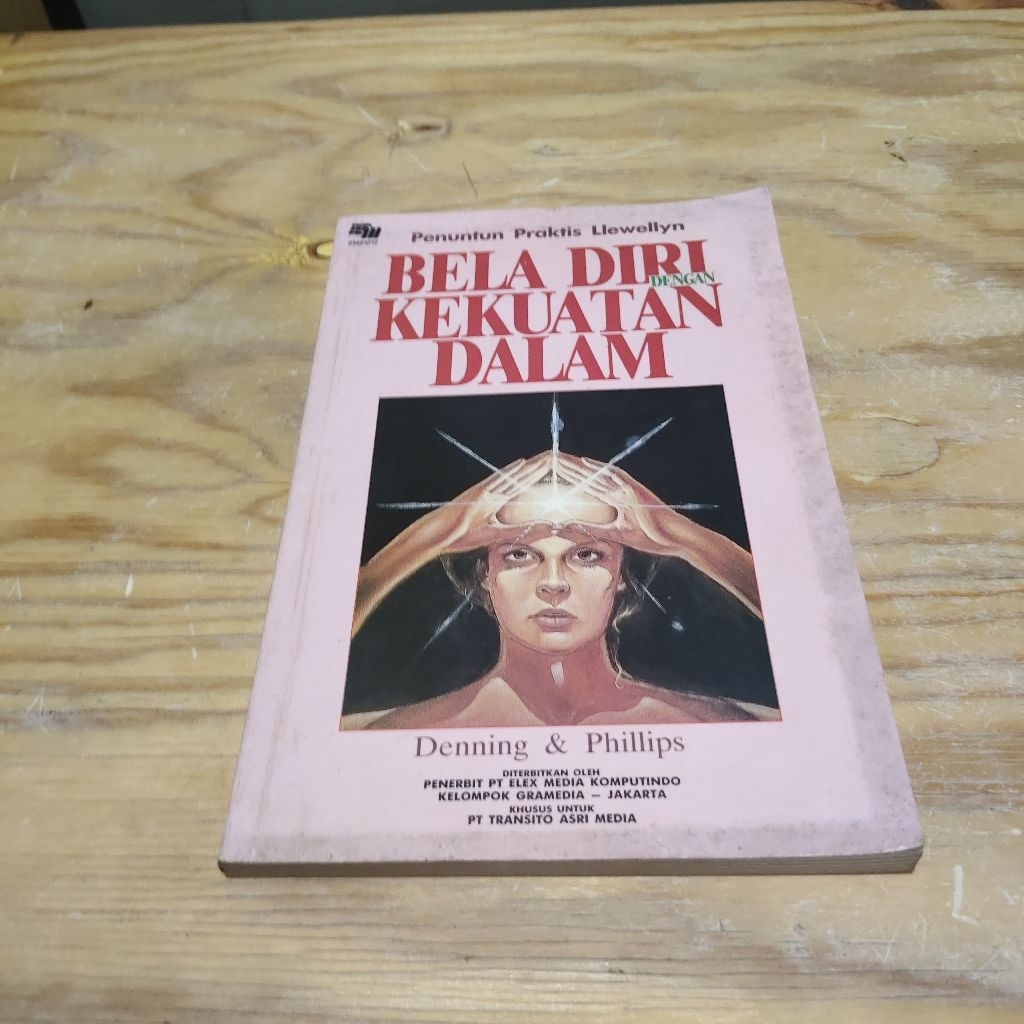 Penuntun Praktis Llewellyn
BELA DIRI
DENGAN
KEKUATAN
DALAM
Denning & Phillips
DITERBITKAN OLEH
PENERBIT PT ELEX MEDIA KOMPUTINDO
KELOMPOK GRAMEDIA – JAKARTA
KHUSUS UNTUK
PT TRANSITO ASRI MEDIA